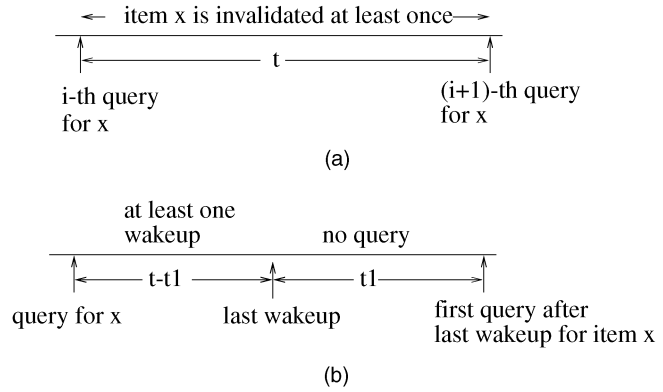 item x is invalidated at least once
t
i-th query
for x
(i+1)-th query
for x
(a)
at least one
wakeup
no query
t-t1
t1
query for x
last wakeup
first query after
last wakeup for item x
(b)